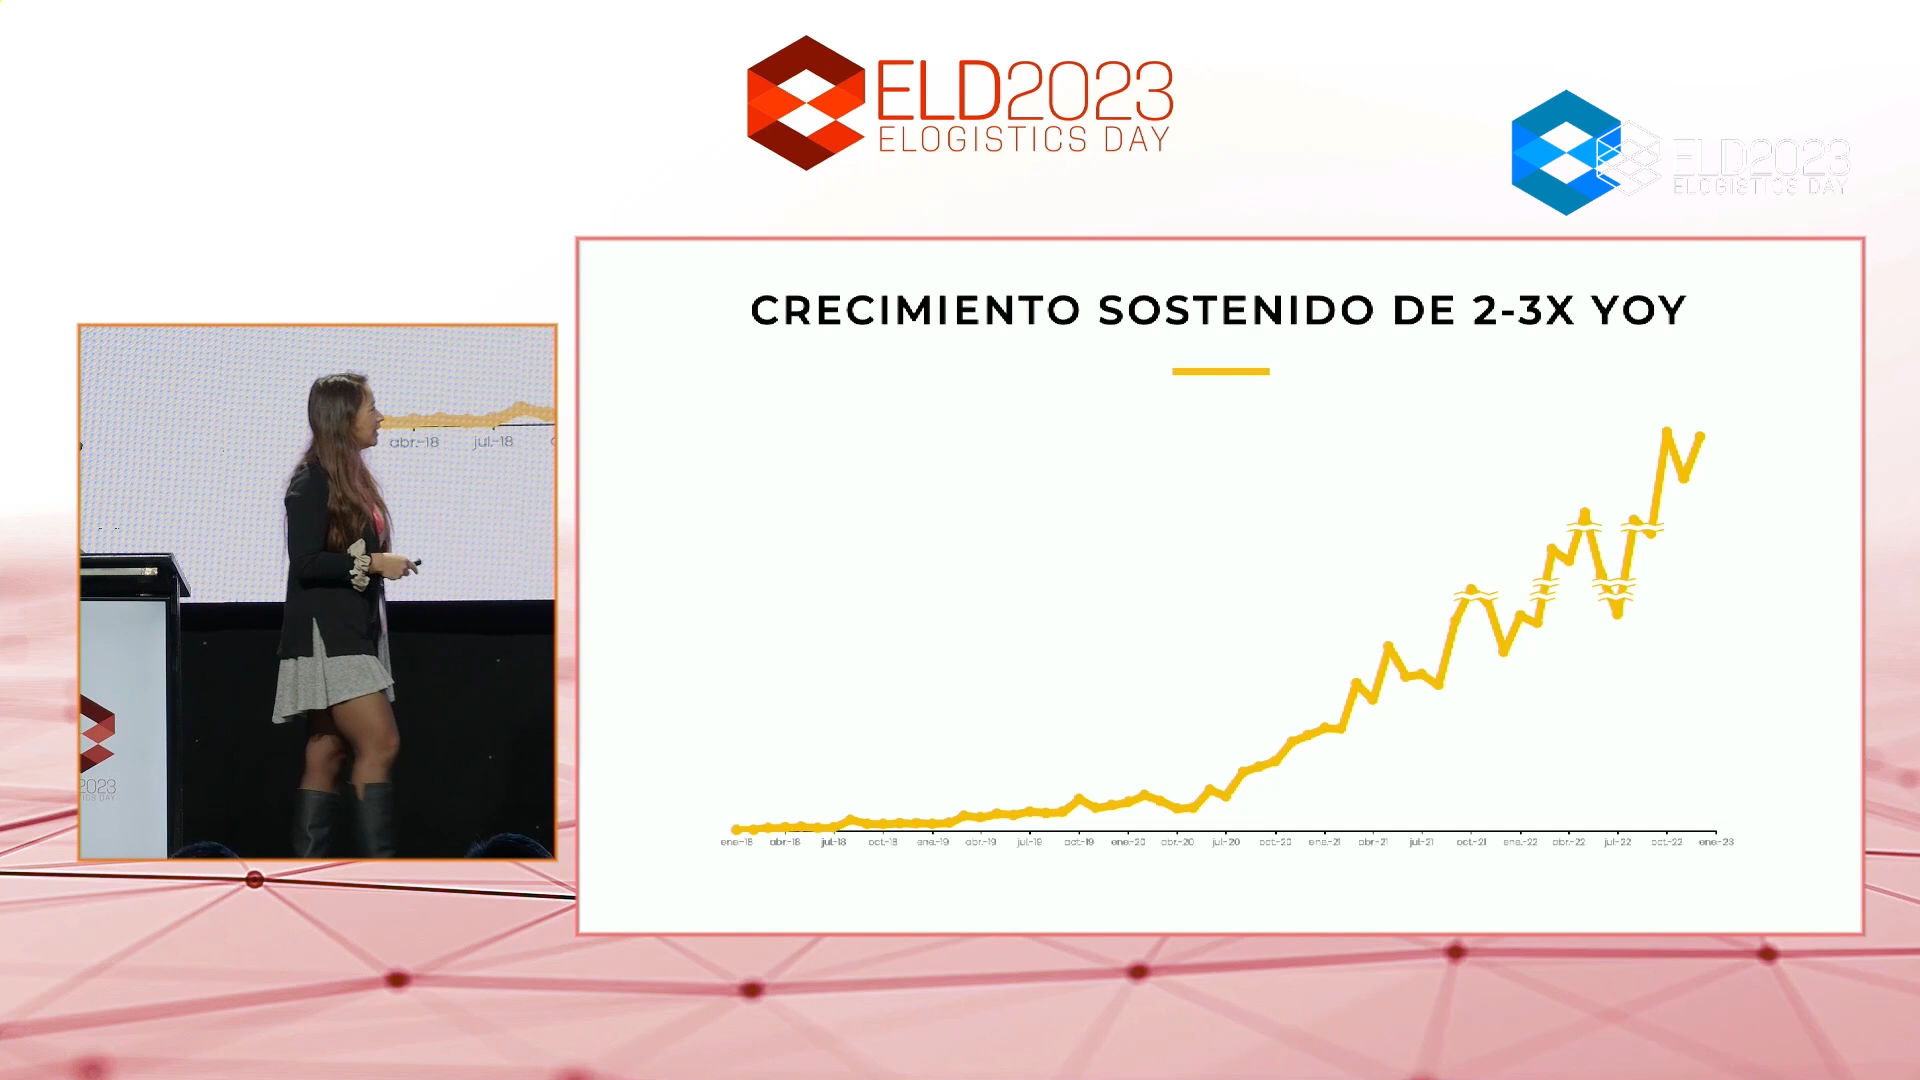 ELD2023
ELOGISTICS DAY
ELD2023
ELOGISTICS DAY
CRECIMIENTO SOSTENIDO DE 2-3X YOY
abr.-18 jul.-18
2023
ICS DAY
ene.-18 abr.-18 jul.-18 oct.-18 ene.-19 abr.-19 jul.-19 oct.-19 ene.-20 abr.-20 jul.-20 oct.-20 ene.-21 abr.-21 jul.-21 oct.-21 ene.-22 abr.-22 jul.-22 oct.-22 ene.-23